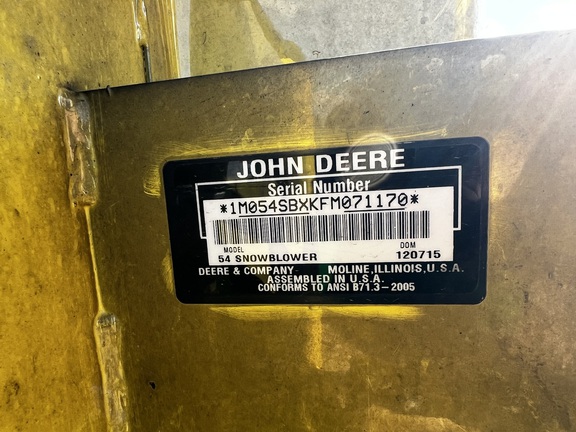 JOHN DEERE
Serial Number
*1M054SBXKFM071170*
MODEL DOM
54 SNOWBLOWER 120715
DEERE & COMPANY MOLINE, ILLINOIS, U.S.A.
ASSEMBLED IN U.S.A.
CONFORMS TO ANSI B71.3-2005